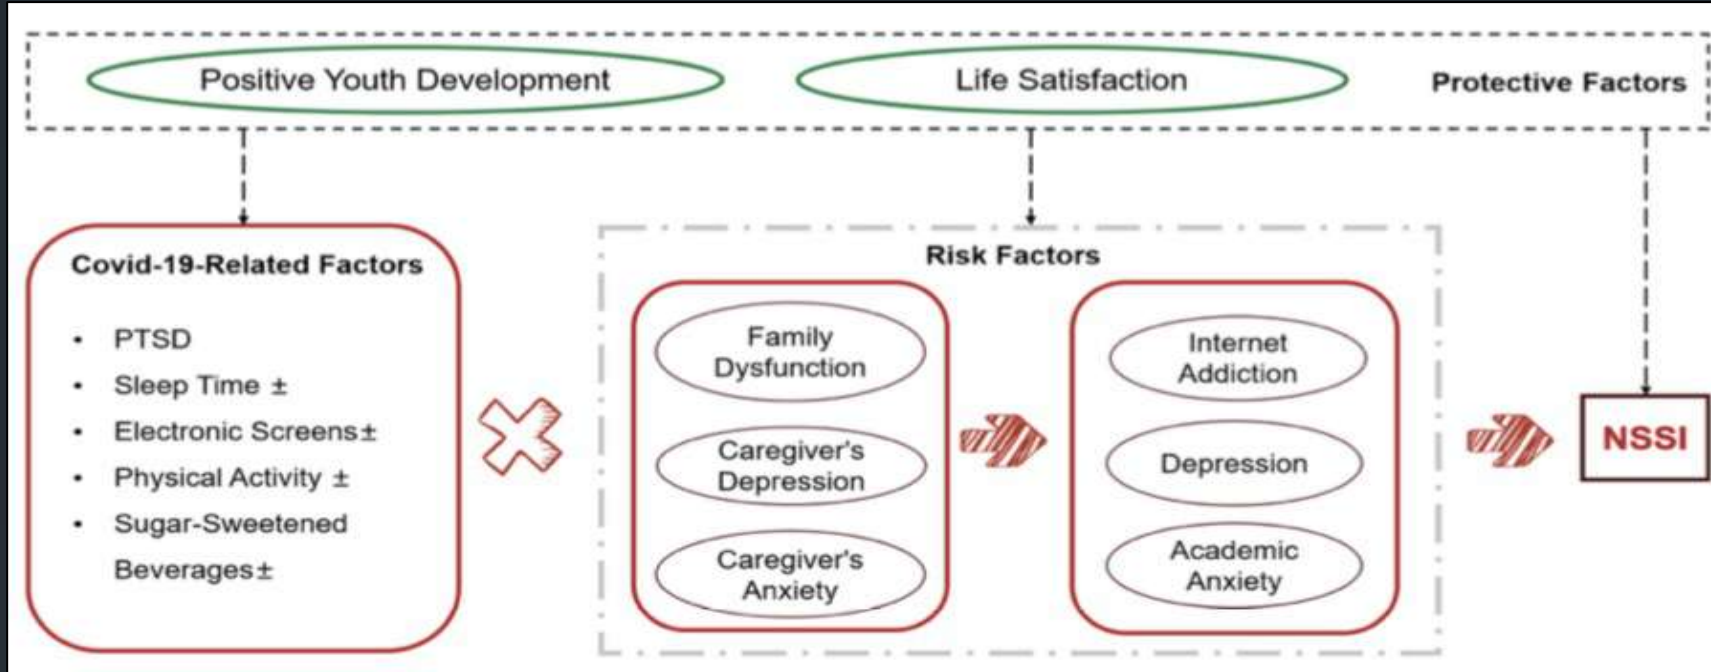 Positive Youth Development
Life Satisfaction
Protective Factors
Covid-19-Related Factors
• PTSD
• Sleep Time ±
• Electronic Screens±
• Physical Activity ±
• Sugar-Sweetened
Beverages±
Risk Factors
Family
Dysfunction
Caregiver's
Depression
Caregiver's
Anxiety
Internet
Addiction
Depression
Academic
Anxiety
NSSI